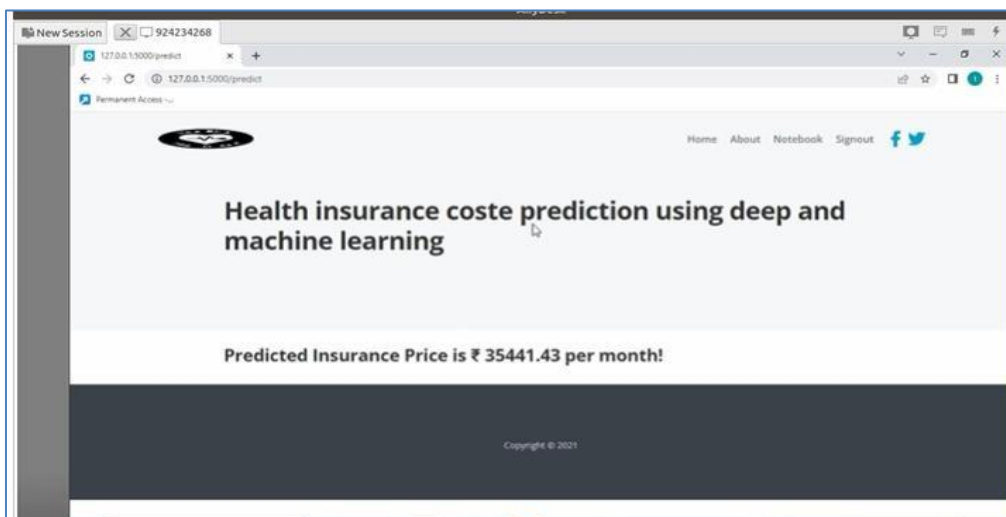 New Session 924234268
127.0.0.1:5000/predict
127.0.0.1:5000/predict
Permanent Access
Home About Notebook Signout
Health insurance coste prediction using deep and
machine learning
Predicted Insurance Price is ₹ 35441.43 per month!
Copyright © 2021